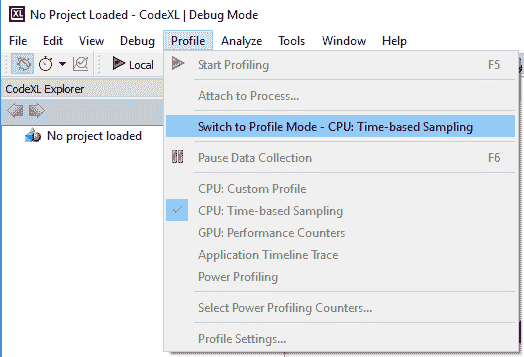 XL No Project Loaded - CodeXL | Debug Mode
File Edit View Debug Profile Analyze Tools Window Help
Local
Start Profiling F5
CodeXL Explorer
Attach to Process...
No project loaded
Switch to Profile Mode - CPU: Time-based Sampling
Pause Data Collection F6
CPU: Custom Profile
CPU: Time-based Sampling
GPU: Performance Counters
Application Timeline Trace
Power Profiling
Select Power Profiling Counters...
Profile Settings...